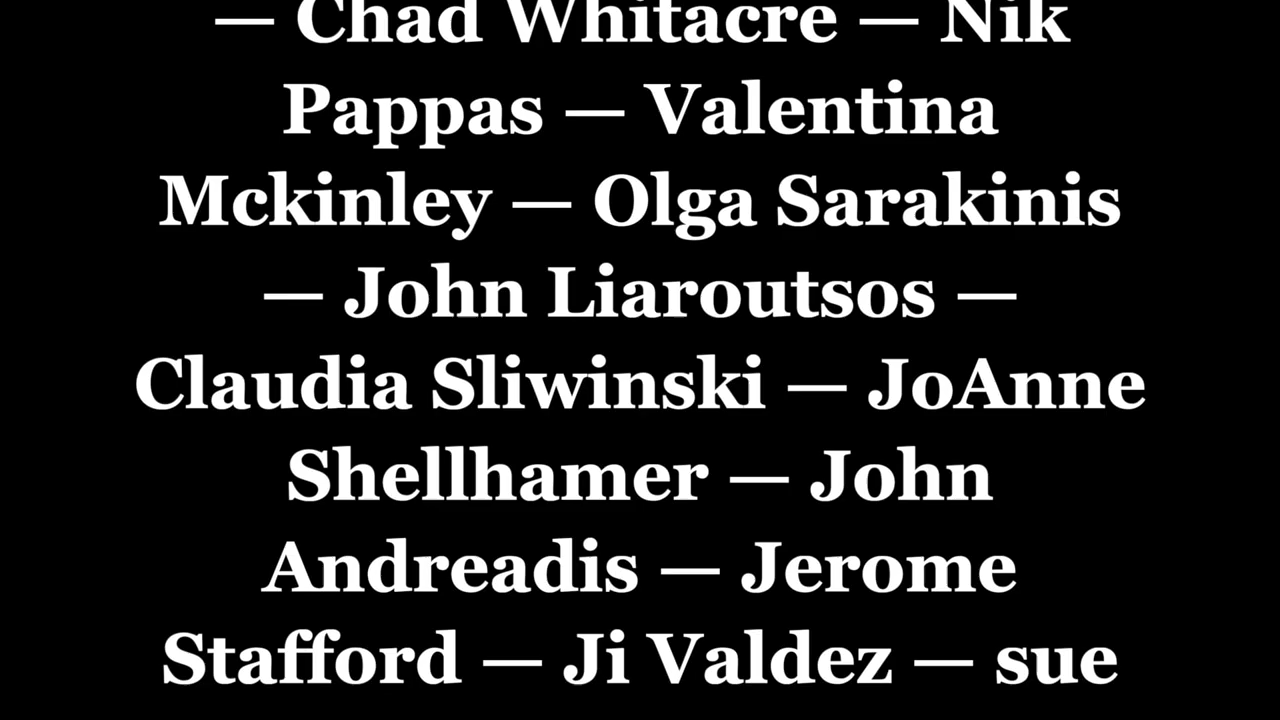 — Chad Whitacre — Nik
Pappas — Valentina
Mckinley — Olga Sarakinis
— John Liaroutsos —
Claudia Sliwinski — JoAnne
Shellhamer — John
Andreadis — Jerome
Stafford — Ji Valdez — sue